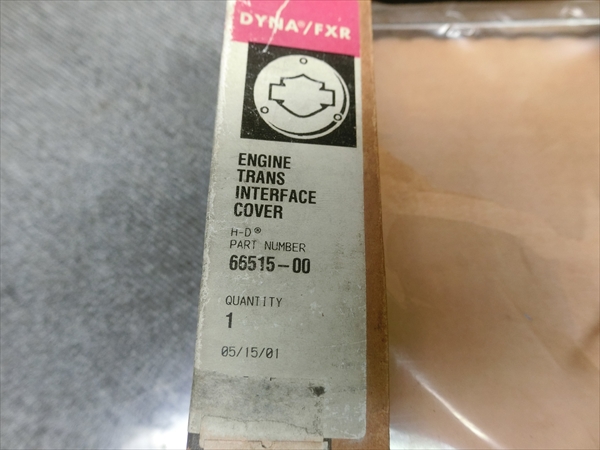 DYNA®/FXR
ENGINE
TRANS
INTERFACE
COVER
H-D®
PART NUMBER
66515-00
QUANTITY
1
05/15/01